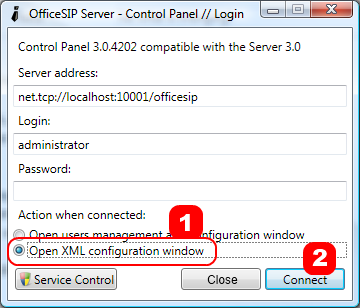 OfficeSIP Server - Control Panel // Login
Control Panel 3.0.4202 compatible with the Server 3.0
Server address:
net.tcp://localhost:10001/officesip
Login:
administrator
Password:
Action when connected:
1
Open users management a configuration window
Open XML configuration window
2
Service Control
Close
Connect